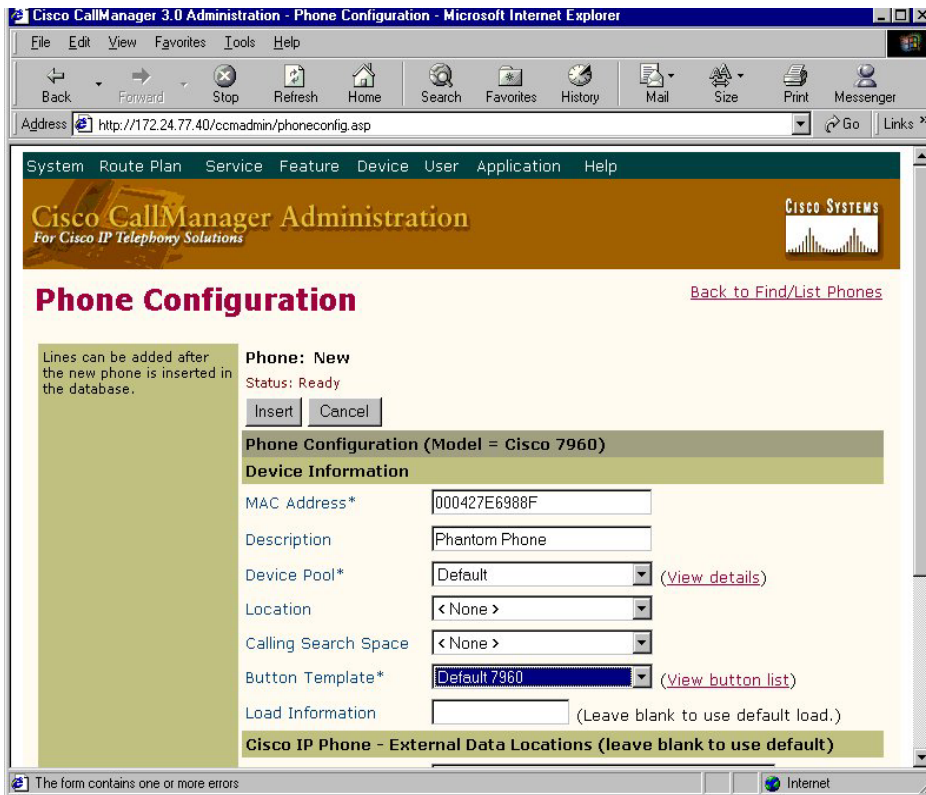 Cisco CallManager 3.0 Administration - Phone Configuration - Microsoft Internet Explorer
File Edit View Favorites Tools Help
Back Forward Stop Refresh Home Search Favorites History Mail Size Print Messenger
Address http://172.24.77.40/ccmadmin/phoneconfig.asp Go Links »
System Route Plan Service Feature Device User Application Help
Cisco CallManager Administration
For Cisco IP Telephony Solutions
CISCO SYSTEMS
Phone Configuration
Back to Find/List Phones
Lines can be added after
the new phone is inserted in
the database.
Phone: New
Status: Ready
Insert Cancel
Phone Configuration (Model = Cisco 7960)
Device Information
MAC Address* 000427E6988F
Description Phantom Phone
Device Pool* Default (View details)
Location < None >
Calling Search Space < None >
Button Template* Default 7960 (View button list)
Load Information (Leave blank to use default load.)
Cisco IP Phone - External Data Locations (leave blank to use default)
The form contains one or more errors Internet